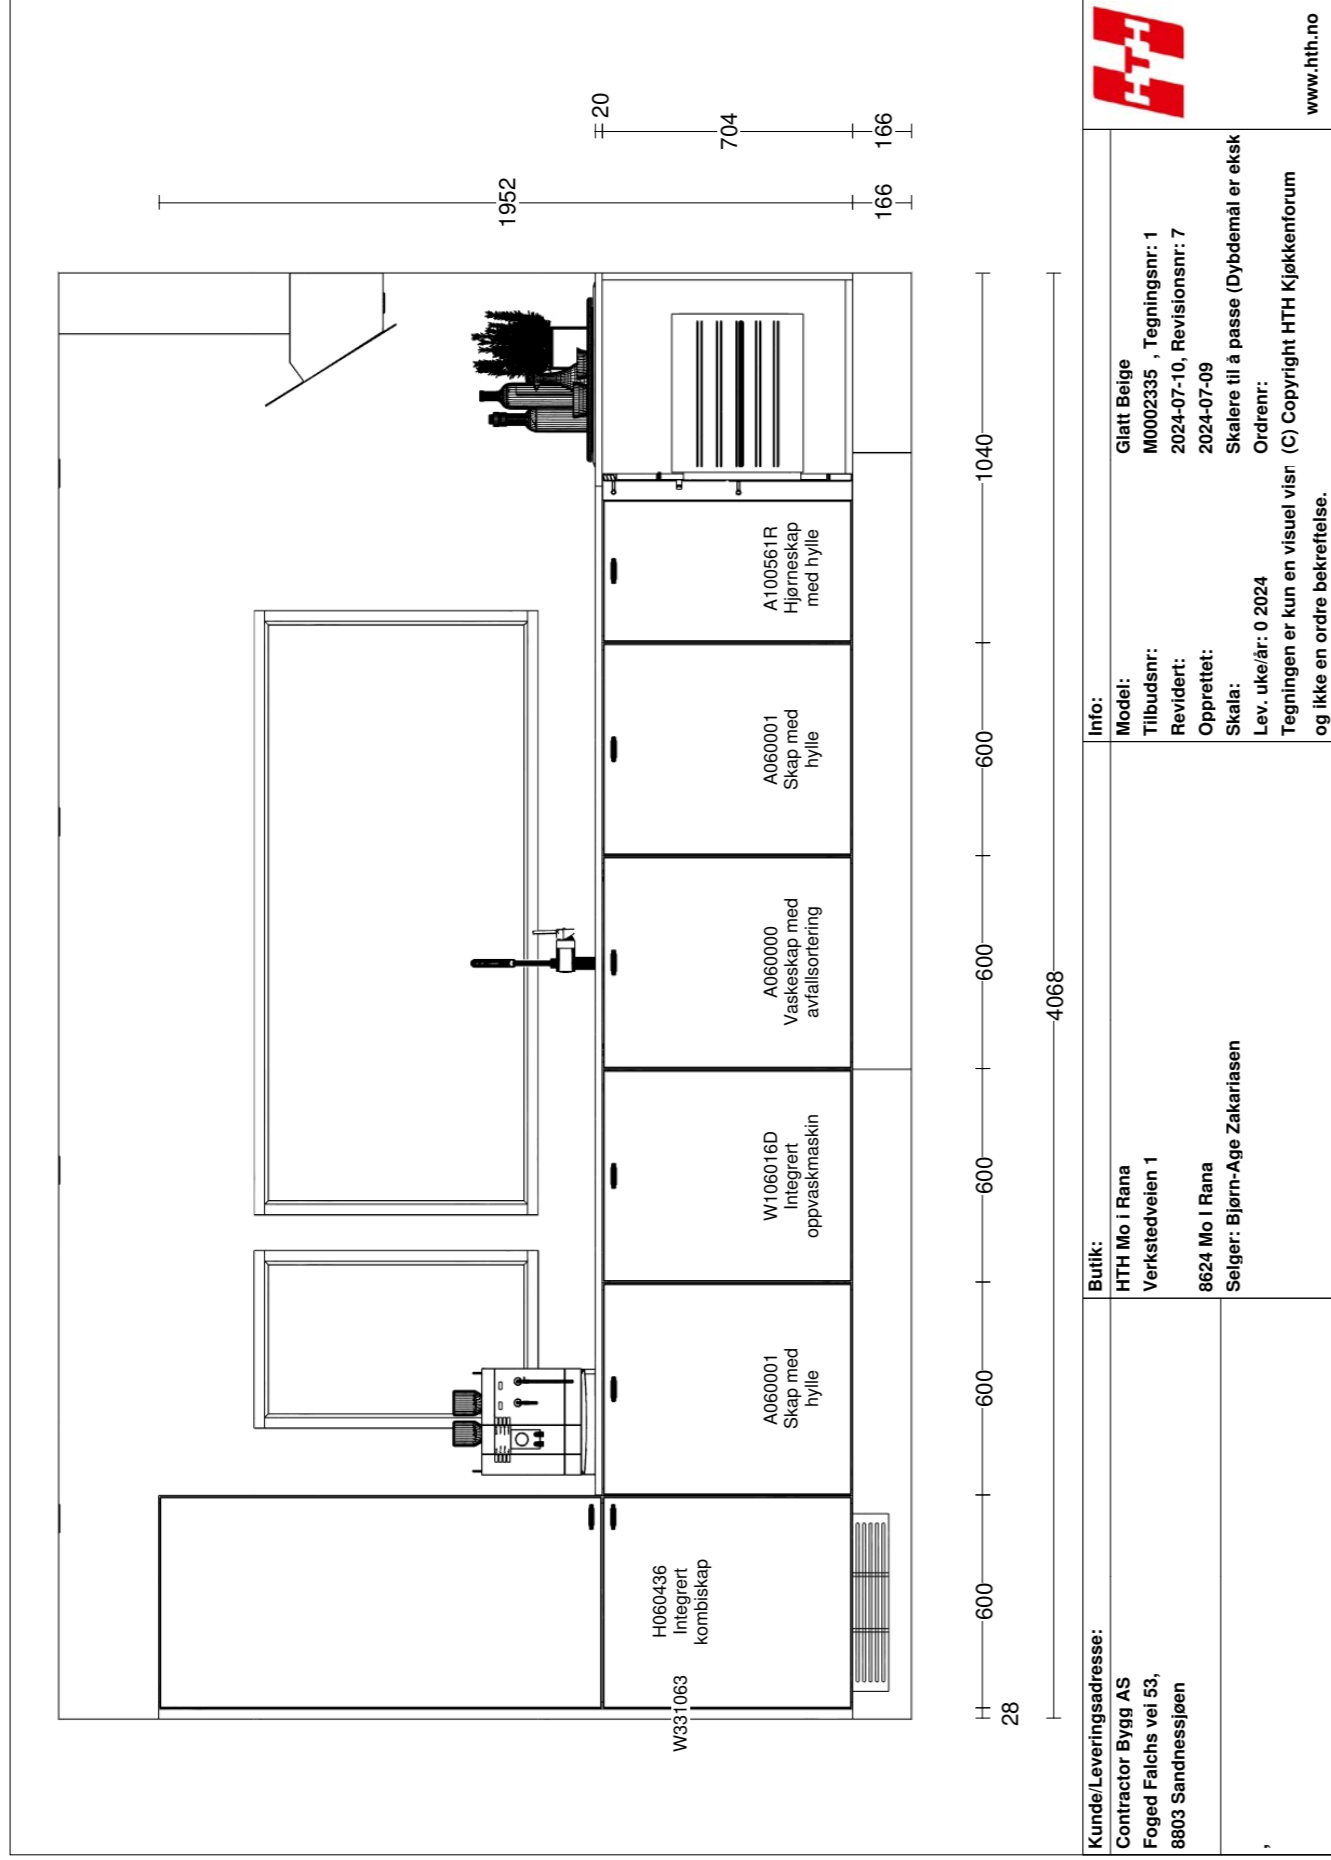 1952
166
20
704
166
W331063
H060436
Integrert
kombiskap
A060001
Skap med
hylle
W106016D
Integrert
oppvaskmaskin
A060000
Vaskeskap med
avfallsortering
A060001
Skap med
hylle
A100561R
Hjørneskap
med hylle
28
600
600
600
600
600
1040
4068
Kunde/Leveringsadresse:
Contractor Bygg AS
Foged Falchs vei 53,
8803 Sandnessjøen
,
Butik:
HTH Mo i Rana
Verkstedveien 1
8624 Mo I Rana
Selger: Bjørn-Age Zakariasen
Info:
Model: Glatt Beige
Tilbudsnr: M0002335 , Tegningsnr: 1
Revidert: 2024-07-10, Revisionsnr: 7
Opprettet: 2024-07-09
Skala: Skalere til å passe (Dybdemål er eksk
Lev. uke/år: 0 2024 Ordrenr:
Tegningen er kun en visuel visn (C) Copyright HTH Kjøkkenforum
og ikke en ordre bekreftelse.
HTH
www.hth.no